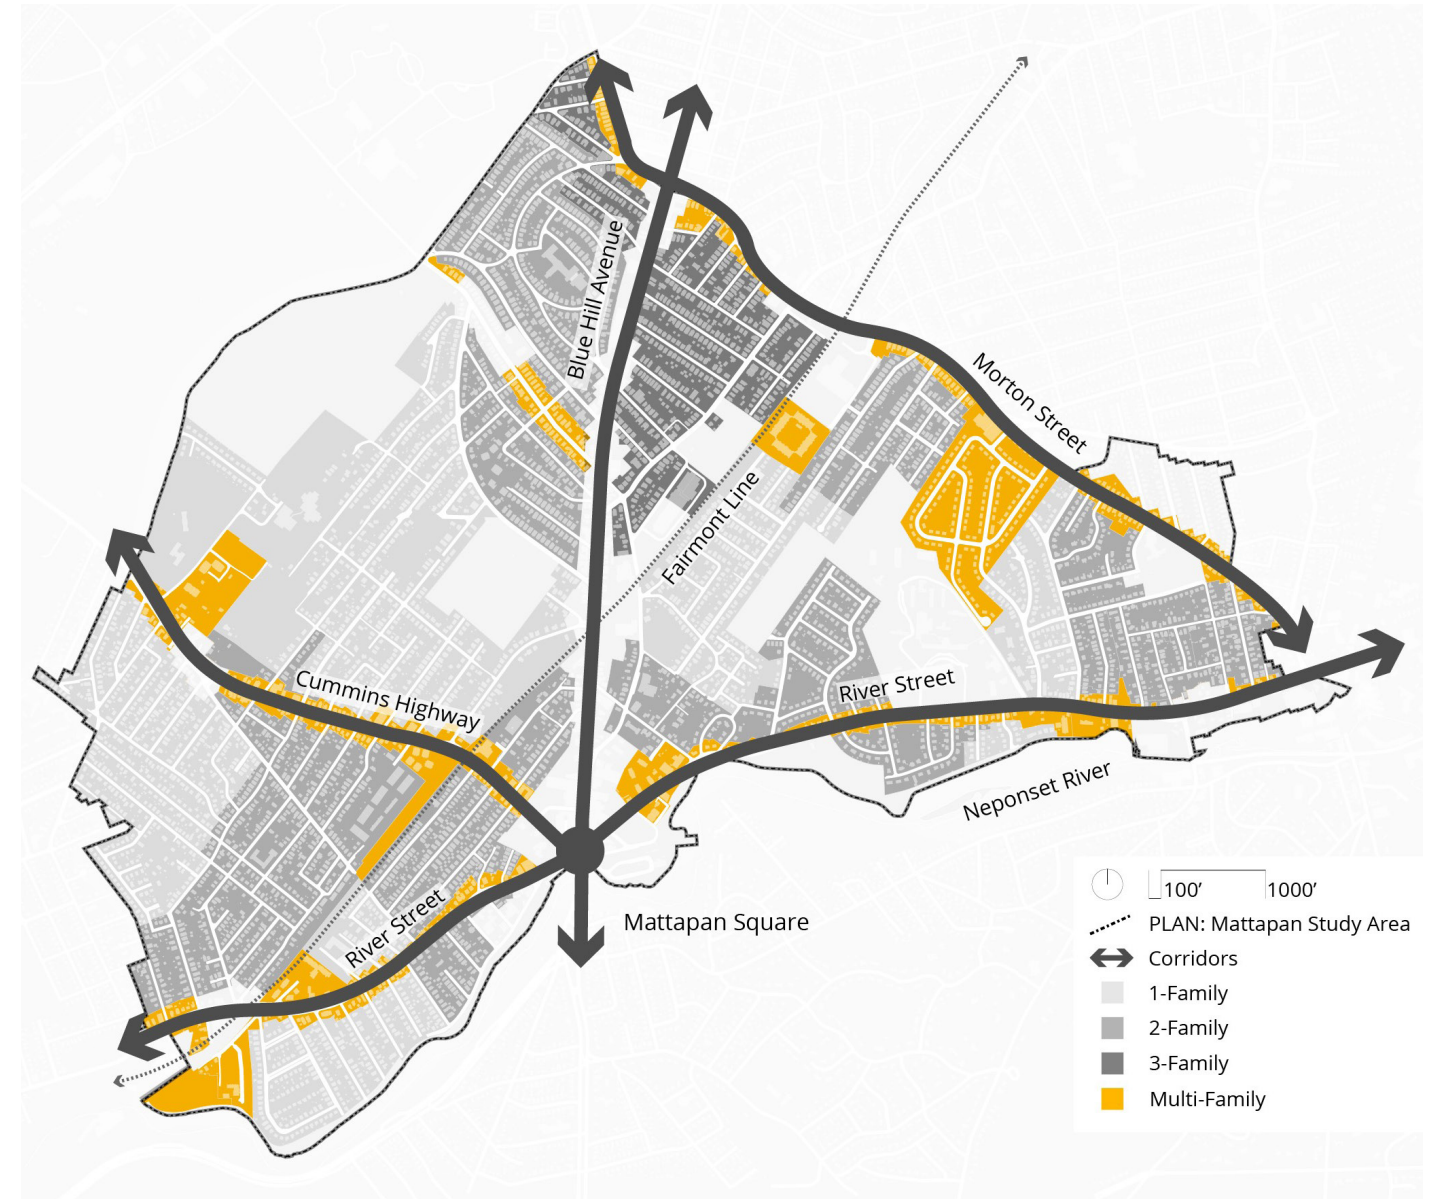 Blue Hill Avenue
Morton Street
Fairmont Line
River Street
Cummins Highway
Neponset River
River Street
Mattapan Square
100’
1000’
PLAN: Mattapan Study Area
Corridors
1-Family
2-Family
3-Family
Multi-Family